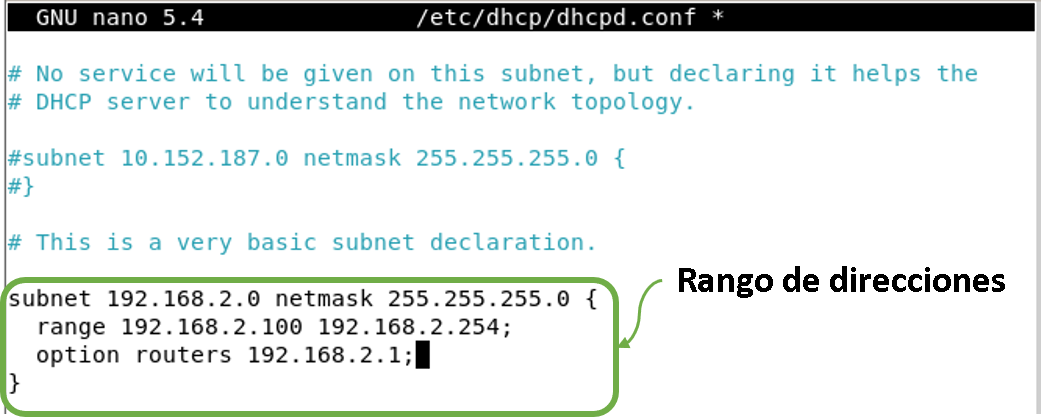 GNU nano 5.4 /etc/dhcp/dhcpd.conf *
# No service will be given on this subnet, but declaring it helps the
# DHCP server to understand the network topology.
#subnet 10.152.187.0 netmask 255.255.255.0 {
#}
# This is a very basic subnet declaration.
Rango de direcciones
subnet 192.168.2.0 netmask 255.255.255.0 {
range 192.168.2.100 192.168.2.254;
option routers 192.168.2.1;
}